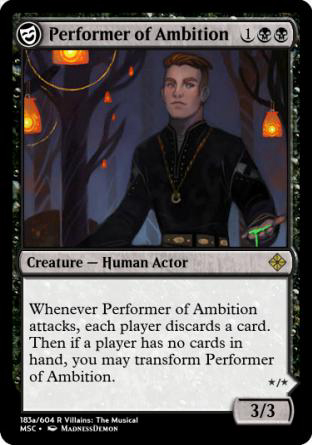 Performer of Ambition 1
Creature — Human Actor
Whenever Performer of Ambition
attacks, each player discards a card.
Then if a player has no cards in
hand, you may transform Performer
of Ambition.
*/*
3/3
183a/604 R Villains: The Musical
MSC • MadnessDemon